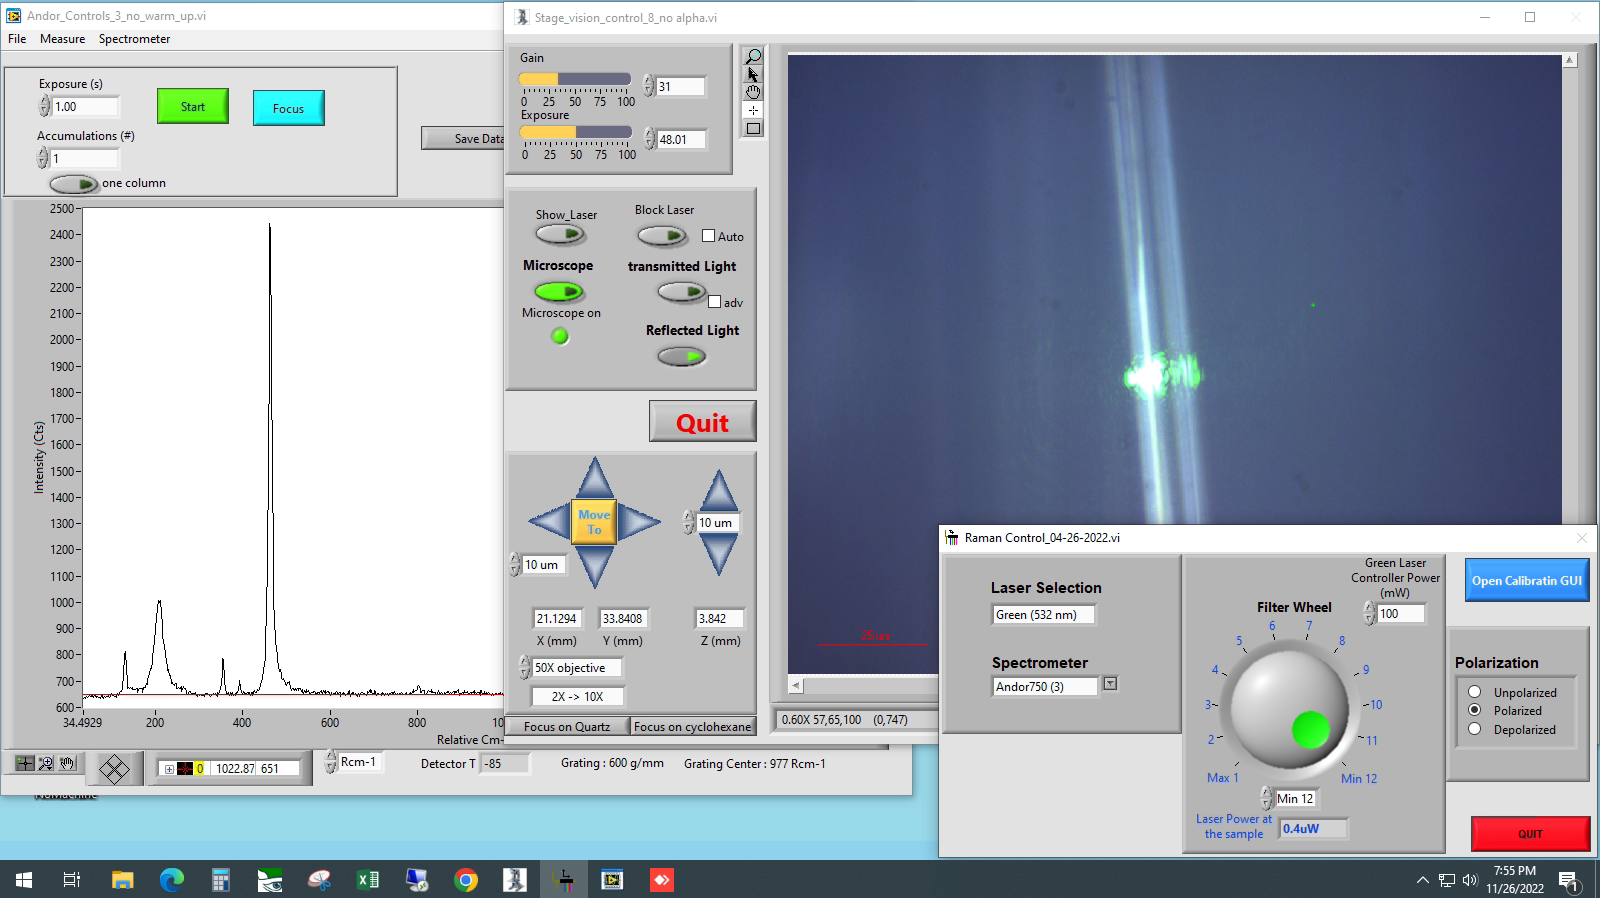 Andor_Controls_3_no_warm_up.vi
File Measure Spectrometer
Exposure (s)
1.00
Start
Focus
Accumulations (#)
1
Save Data
one column
2500
2400
2300
2200
2100
2000
1900
1800
1700
1600
1500
1400
1300
1200
1100
1000
900
800
700
600
Intensity (Cts)
34.4929 200 400 600 800 10
Relative Cm-
0 1022.87 651
Rcm-1
Detector T -85
Grating : 600 g/mm
Grating Center : 977 Rcm-1
Stage_vision_control_8_no alpha.vi
Gain
31
0 25 50 75 100
Exposure
48.01
0 25 50 75 100
Show_Laser
Block Laser
Auto
Microscope
transmitted Light
adv
Microscope on
Reflected Light
Quit
Move
To
10 um
10 um
21.1294 33.8408 3.842
X (mm) Y (mm) Z (mm)
50X objective
2X -> 10X
Focus on Quartz Focus on cyclohexane
0.60X 57,65,100 (0,747)
Raman Control_04-26-2022.vi
Laser Selection
Green (532 nm)
Spectrometer
Andor750 (3)
Green Laser
Controller Power
(mW)
100
Filter Wheel
Max 1
2
3
4
5
6
7
8
9
10
11
Min 12
Min 12
Laser Power at
the sample
0.4uW
Open Calibratin GUI
Polarization
Unpolarized
Polarized
Depolarized
QUIT
7:55 PM
11/26/2022
1